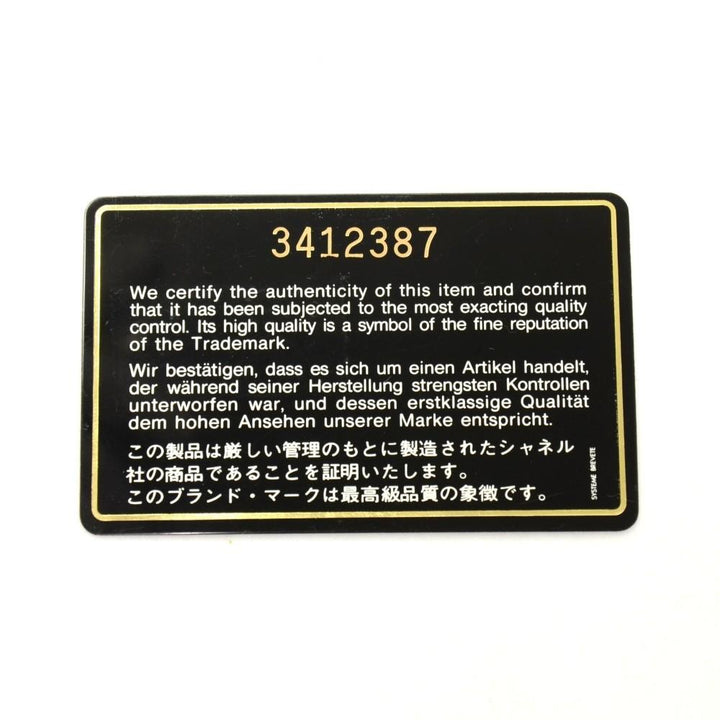 3412387
We certify the authenticity of this item and confirm
that it has been subjected to the most exacting quality
control. Its high quality is a symbol of the fine reputation
of the Trademark.
Wir bestätigen, dass es sich um einen Artikel handelt,
der während seiner Herstellung strengsten Kontrollen
unterworfen war, und dessen erstklassige Qualität
dem hohen Ansehen unserer Marke entspricht.
この製品は厳しい管理のもとに製造されたシャネル
社の商品であることを証明いたします。
このブランド・マークは最高級品質の象徴です。
SYSTEME BREVETE